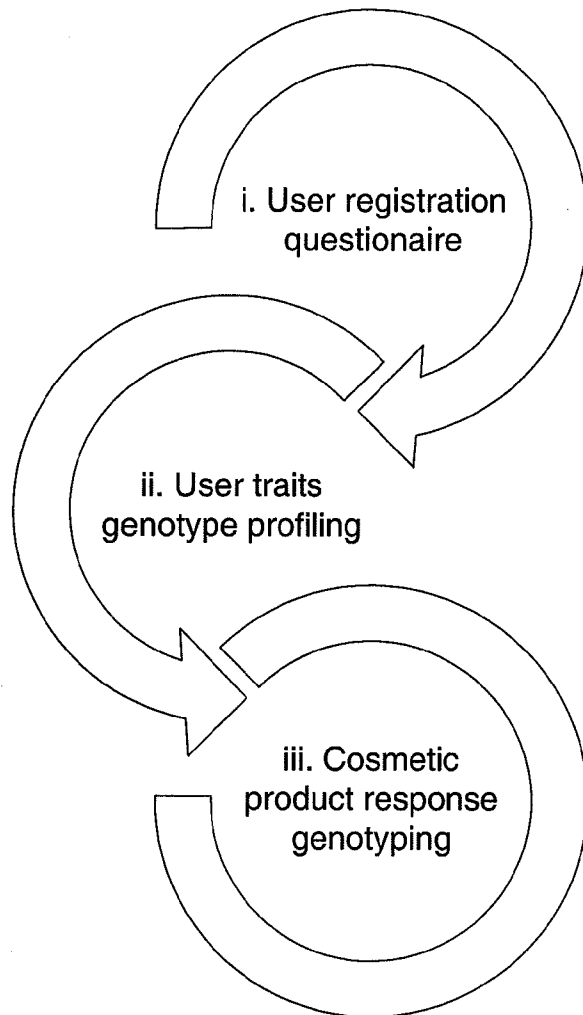 i. User registration
questionaire
ii. User traits
genotype profiling
iii. Cosmetic
product response
genotyping